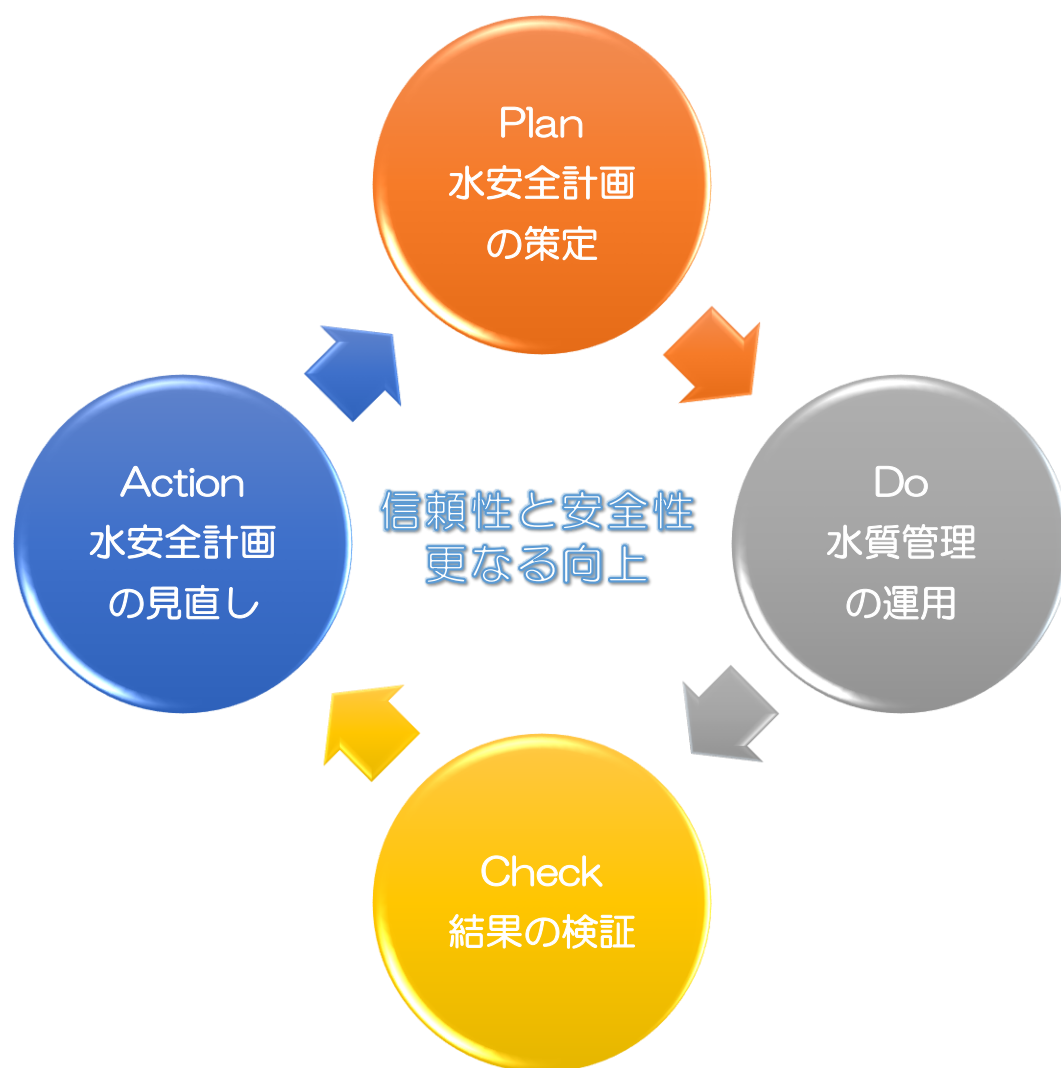 Plan
水安全計画
の策定
Action
水安全計画
の見直し
信頼性と安全性
更なる向上
Do
水質管理
の運用
Check
結果の検証